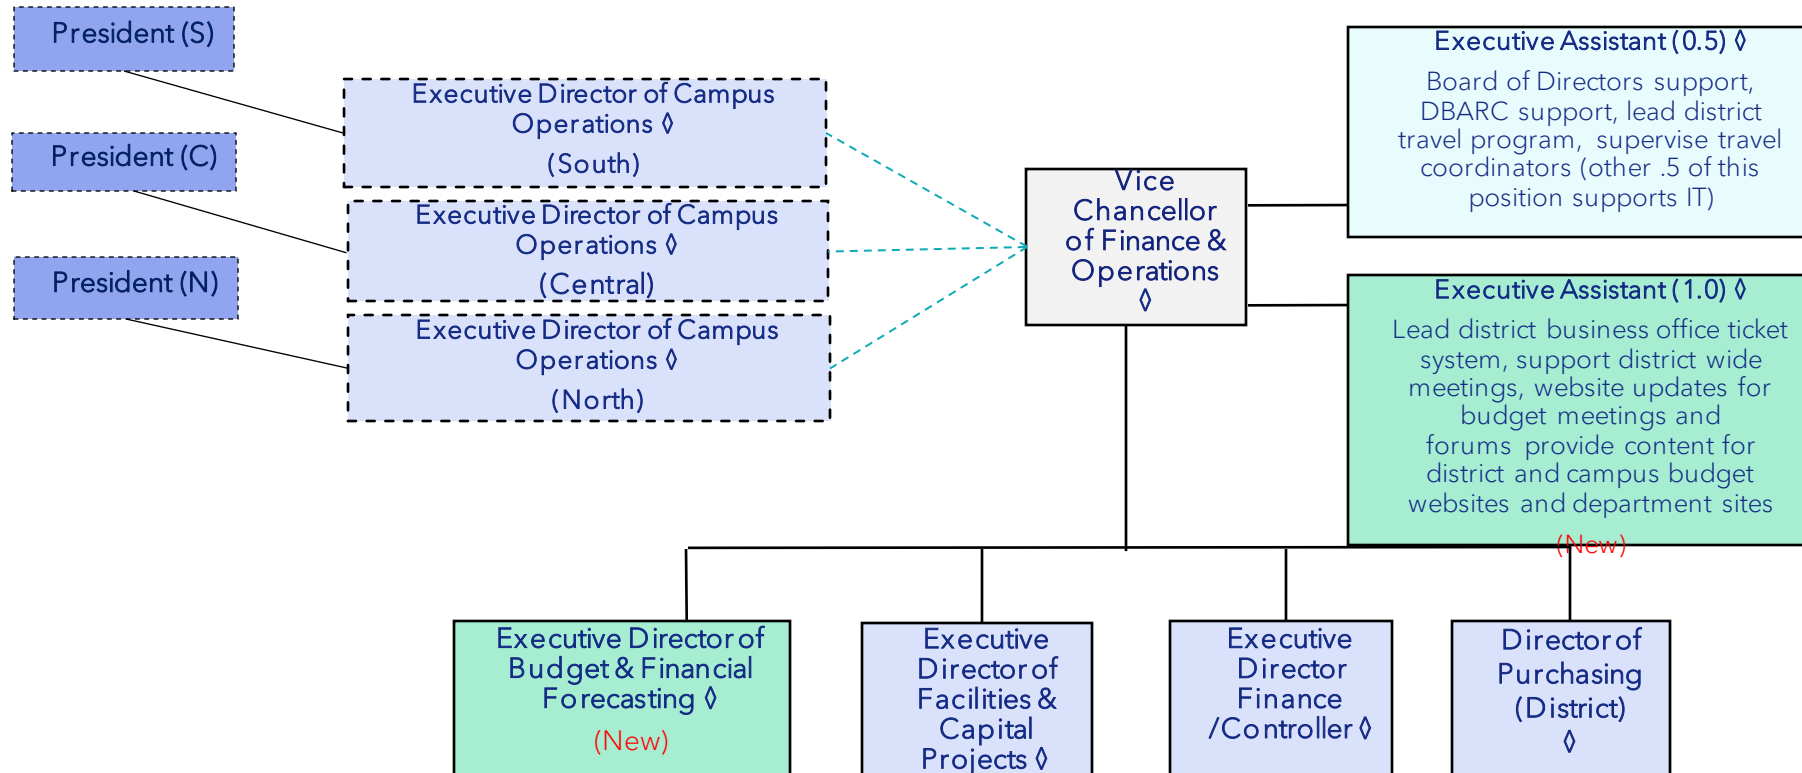 President (S)
President (C)
President (N)
Executive Director of Campus
Operations ◊
(South)
Executive Director of Campus
Operations ◊
(Central)
Executive Director of Campus
Operations ◊
(North)
Vice
Chancellor
of Finance &
Operations
◊
Executive Assistant (0.5) ◊
Board of Directors support,
DBARC support, lead district
travel program, supervise travel
coordinators (other .5 of this
position supports IT)
Executive Assistant (1.0) ◊
Lead district business office ticket
system, support district wide
meetings, website updates for
budget meetings and
forums provide content for
district and campus budget
websites and department sites
(New)
Executive Director of
Budget & Financial
Forecasting ◊
(New)
Executive
Director of
Facilities &
Capital
Projects ◊
Executive
Director
Finance
/Controller ◊
Director of
Purchasing
(District)
◊